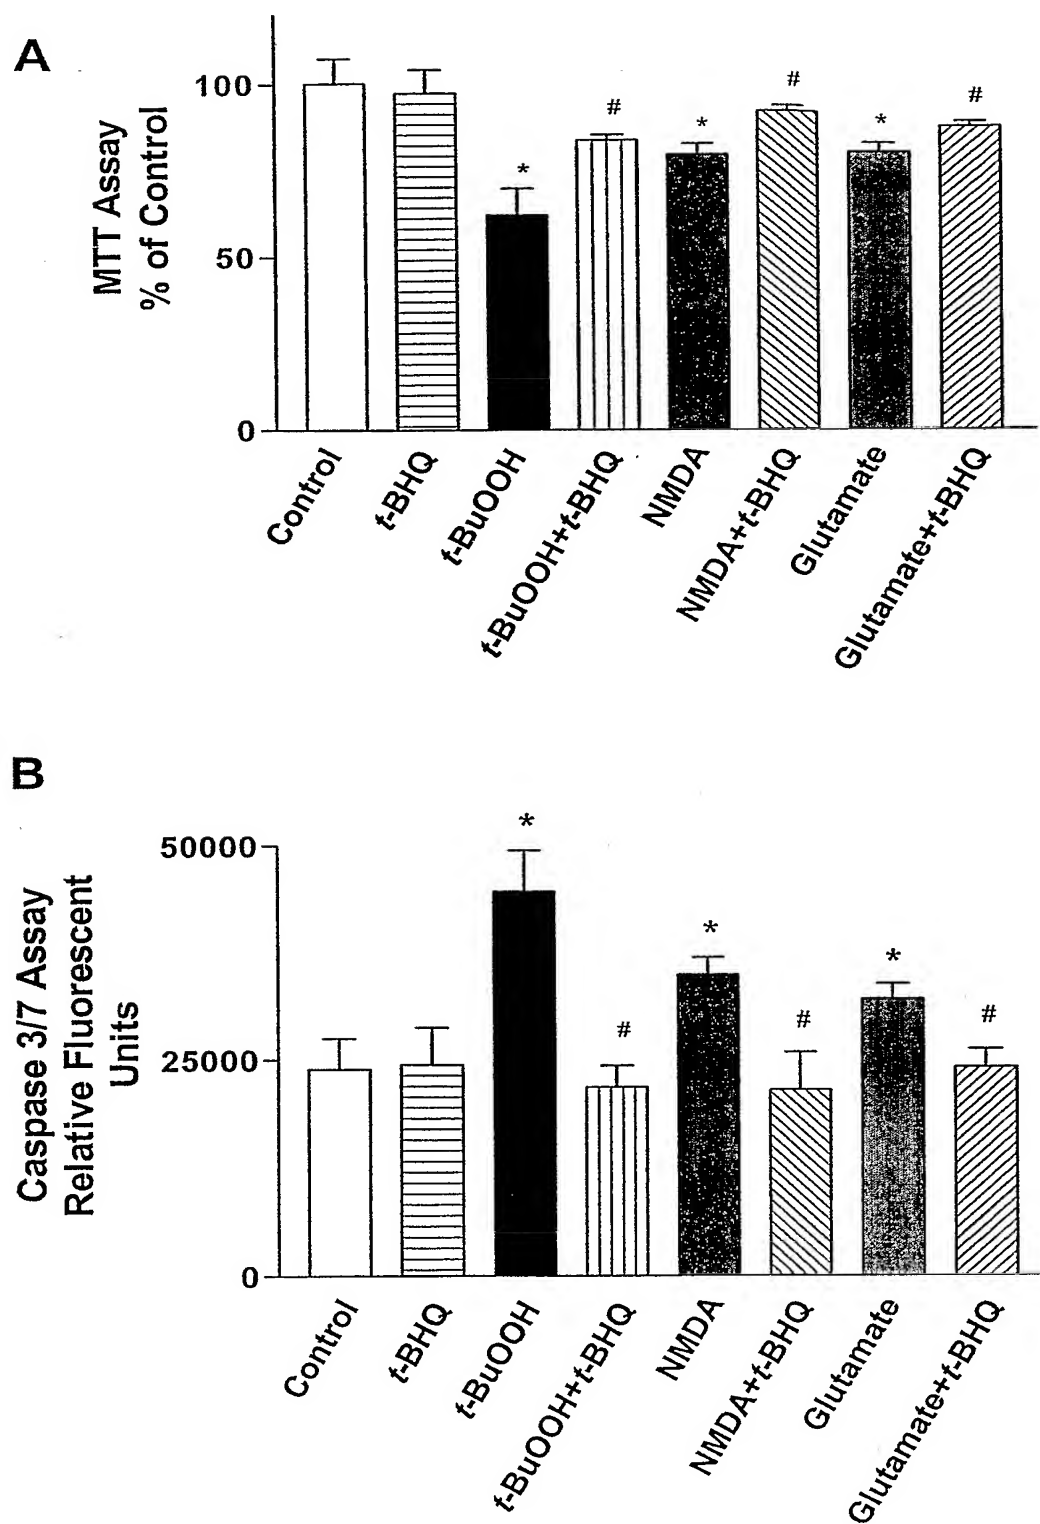 A
MTT Assay
% of Control
100
50
0
*
#
*
#
*
#
Control
t-BHQ
t-BuOOH
t-BuOOH+t-BHQ
NMDA
NMDA+t-BHQ
Glutamate
Glutamate+t-BHQ
B
Caspase 3/7 Assay
Relative Fluorescent
Units
50000
25000
0
*
#
*
#
*
#
Control
t-BHQ
t-BuOOH
t-BuOOH+t-BHQ
NMDA
NMDA+t-BHQ
Glutamate
Glutamate+t-BHQ